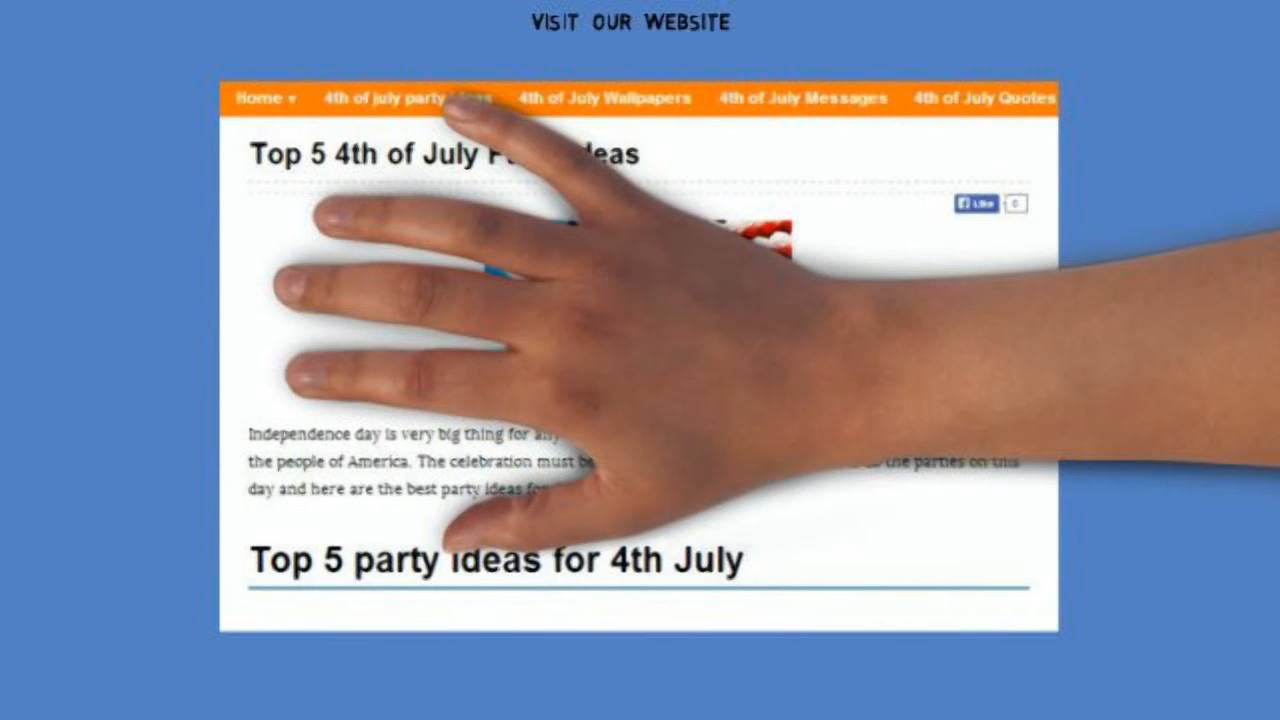 VISIT OUR WEBSITE
Home ▾ 4th of july party 4th of July Wallpapers 4th of July Messages 4th of July Quotes
Top 5 4th of July
Like 0
Independence day is very big thing for
the people of America. The celebration must the parties on this
day and here are the best party ideas
Top 5 party ideas for 4th July